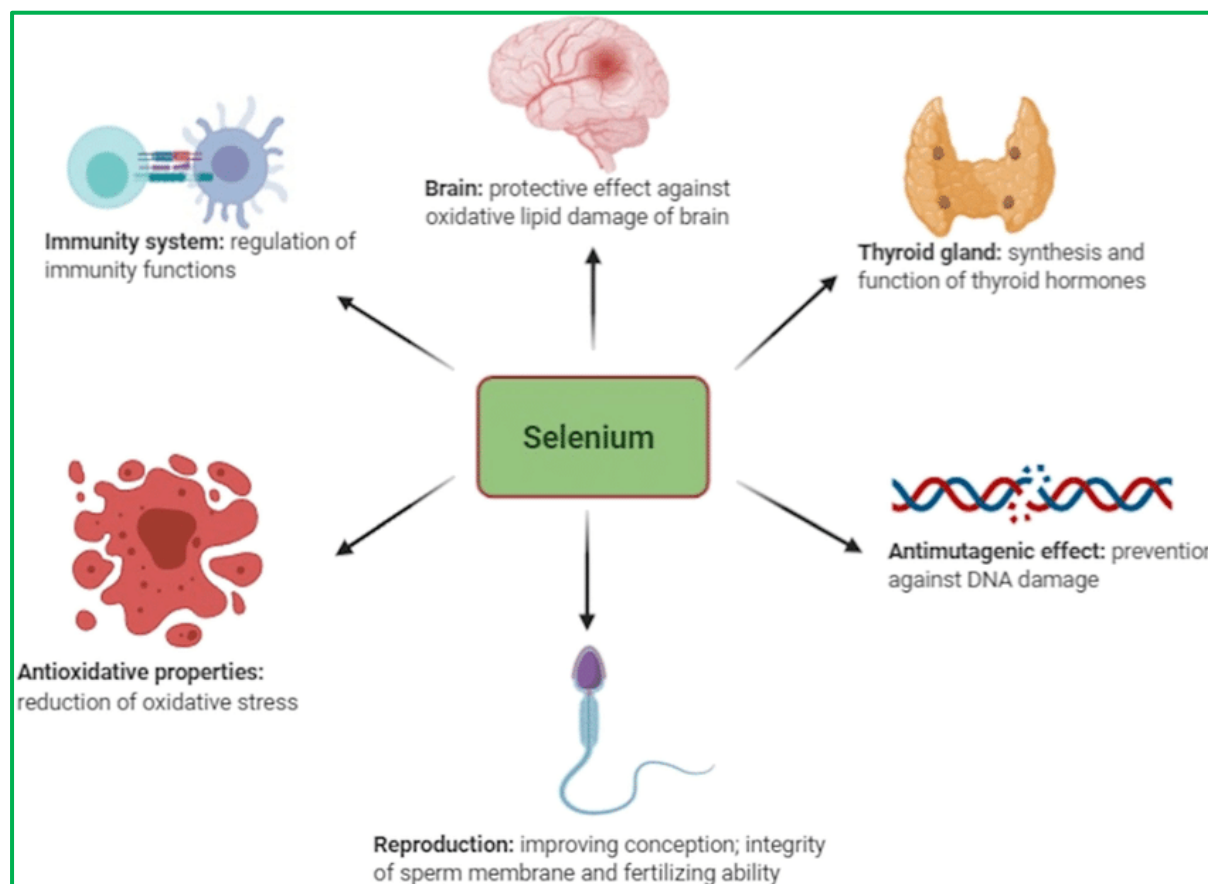 Brain: protective effect against
oxidative lipid damage of brain
Immunity system: regulation of
immunity functions
Thyroid gland: synthesis and
function of thyroid hormones
Selenium
Antimutagenic effect: prevention
against DNA damage
Antioxidative properties:
reduction of oxidative stress
Reproduction: improving conception; integrity
of sperm membrane and fertilizing ability